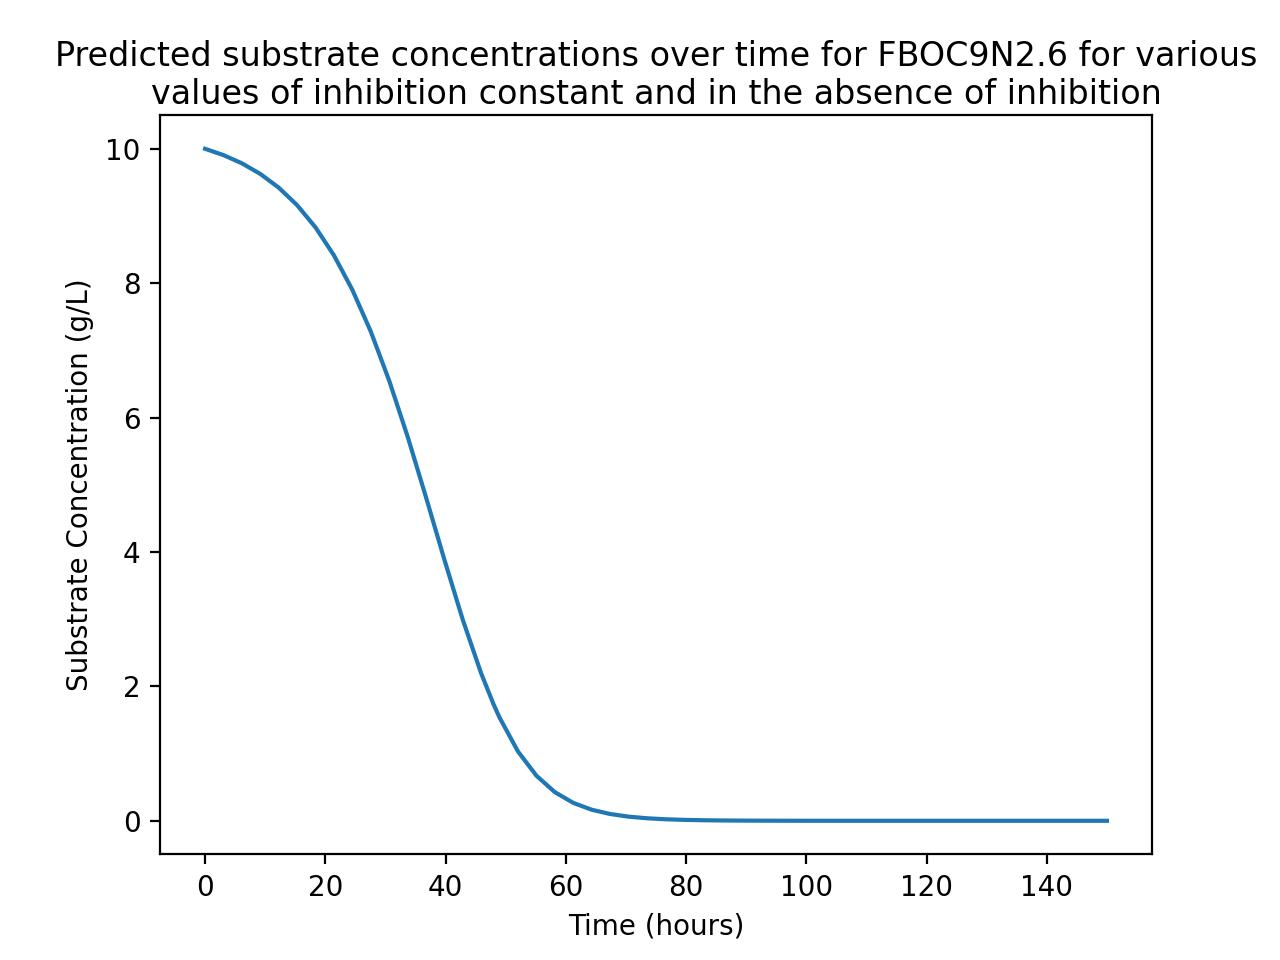 Predicted substrate concentrations over time for FBOC9N2.6 for various
values of inhibition constant and in the absence of inhibition
Substrate Concentration (g/L)
10
8
6
4
2
0
0 20 40 60 80 100 120 140
Time (hours)